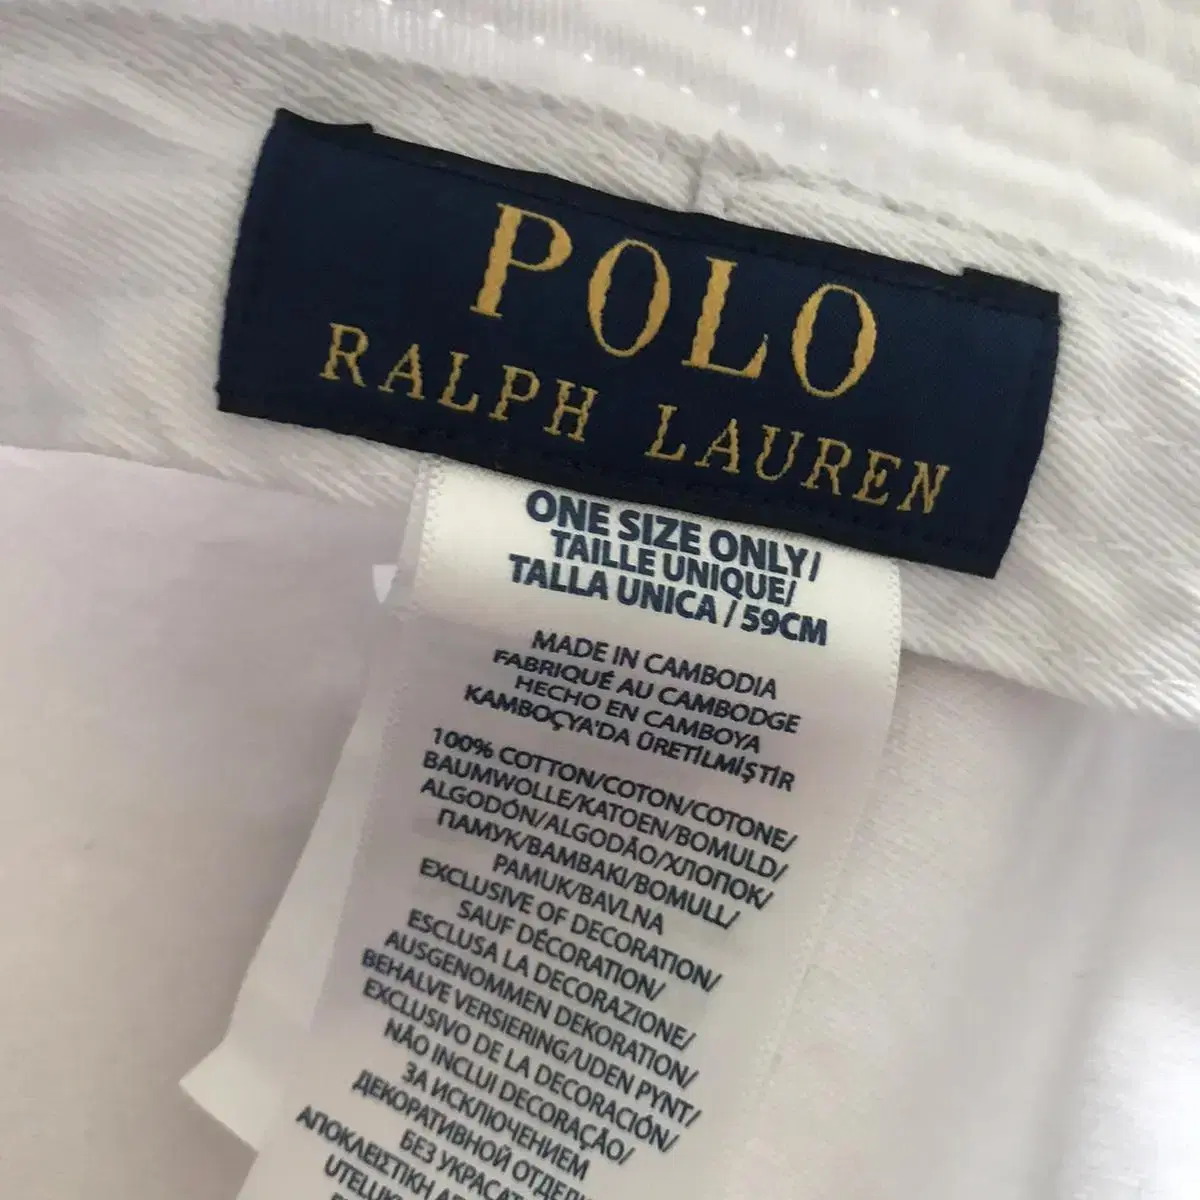 POLO
RALPH LAUREN
ONE SIZE ONLY/
TAILLE UNIQUE/
TALLA UNICA / 59CM
MADE IN CAMBODIA
FABRIQUÉ AU CAMBODGE
HECHO EN CAMBOYA
KAMBOÇYA'DA ÜRETİLMİŞTİR
100% COTTON/COTON/COTONE/
BAUMWOLLE/KATOEN/BOMULD/
ALGODÓN/ALGODÃO/ХЛОПОК/
ПАМУК/BAMBAKI/BOMULL/
PAMUK/BAVLNA
EXCLUSIVE OF DECORATION/
SAUF DÉCORATION/
ESCLUSA LA DECORAZIONE/
AUSGENOMMEN DEKORATION/
BEHALVE VERSIERING/UDEN PYNT/
EXCLUSIVO DE LA DECORACIÓN/
NÃO INCLUI DECORAÇÃO/
ЗА ИСКЛЮЧЕНИЕМ
ДЕКОРАТИВНОЙ
БЕЗ
ΑΠΟΚΛΕΙΣΤΙΚΗ